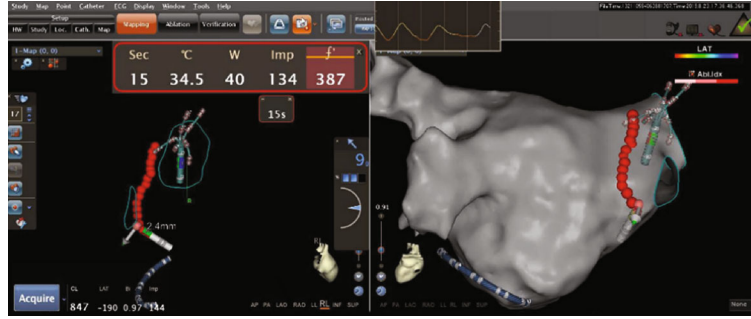 Study Map Point Catheter ECG Display Window Tools Help
Setup
HW Study Loc. Cath. Map
Mapping
Ablation
Verification
1-Map (0, 0)
Sec °C W Imp
15 34.5 40 134 387
15s
17
2.4mm
Acquire
CL LAT Bi Imp
847 -190 0.97 144
AP PA LAO RAO LL RL INF SUP
LAT
Abl.Idx
0.91
AP PA LAO RAO LL RL INF SUP
None